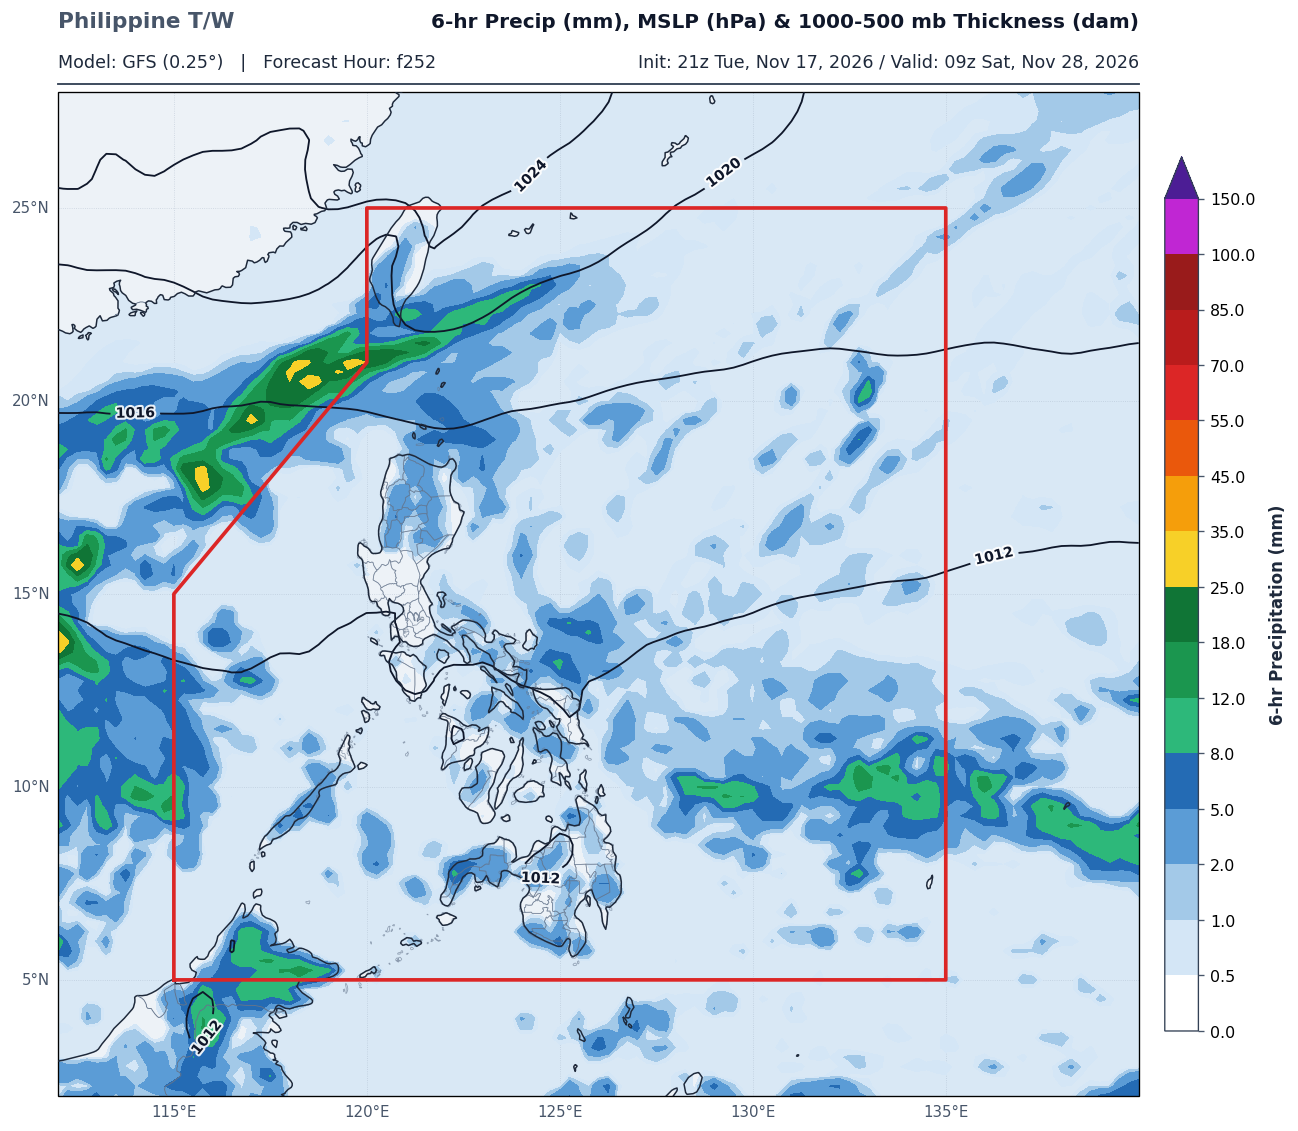 Philippine T/W
6-hr Precip (mm), MSLP (hPa) & 1000-500 mb Thickness (dam)
Model: GFS (0.25°) | Forecast Hour: f252
Init: 21z Tue, Nov 17, 2026 / Valid: 09z Sat, Nov 28, 2026
25°N
20°N
15°N
10°N
5°N
115°E
120°E
125°E
130°E
135°E
1024
1020
1016
1012
1012
1012
150.0
100.0
85.0
70.0
55.0
45.0
35.0
25.0
18.0
12.0
8.0
5.0
2.0
1.0
0.5
0.0
6-hr Precipitation (mm)